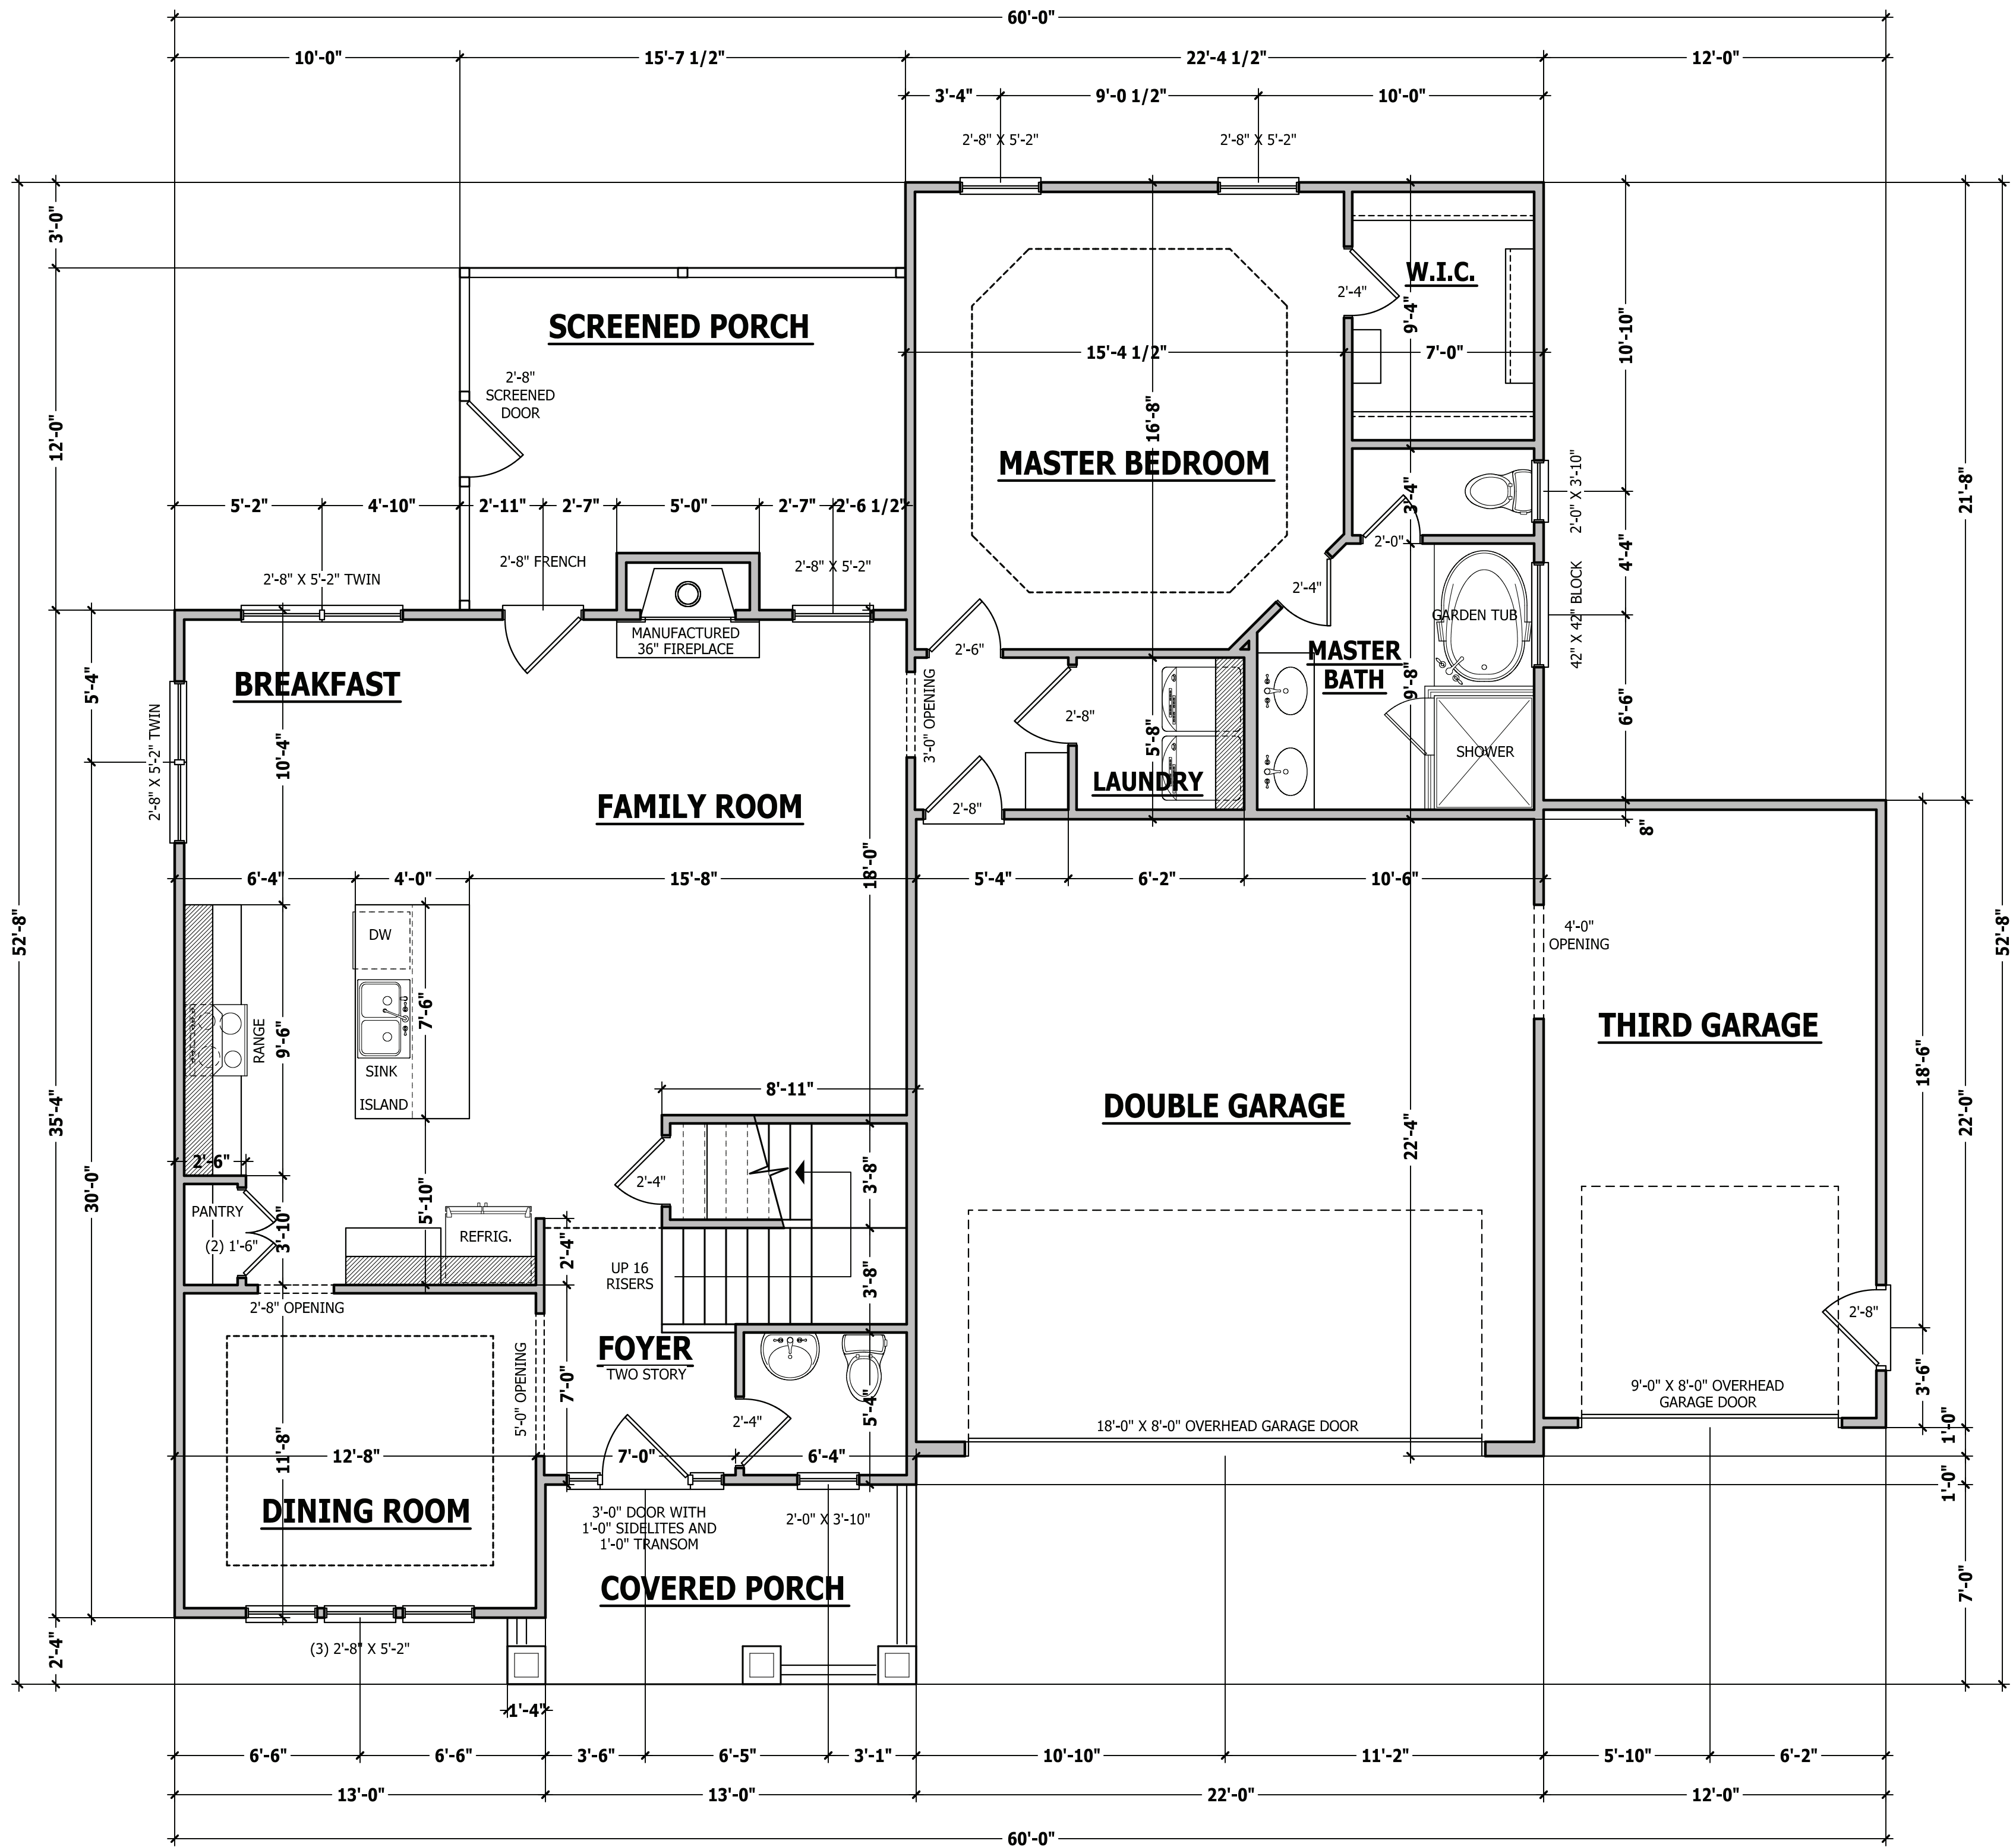 60'-0"
10'-0" 15'-7 1/2" 22'-4 1/2" 12'-0"
3'-4" 9'-0 1/2" 10'-0"
2'-8" X 5'-2" 2'-8" X 5'-2"
3'-0"
W.I.C.
2'-4"
9'-4"
10'-10"
SCREENED PORCH
15'-4 1/2" 7'-0"
2'-8"
SCREENED
DOOR
12'-0"
16'-8"
MASTER BEDROOM
3'-4"
2'-0" X 3'-10"
21'-8"
5'-2" 4'-10" 2'-11" 2'-7" 5'-0" 2'-7" 2'-6 1/2"
2'-0"
4'-4"
2'-8" FRENCH
2'-8" X 5'-2"
2'-8" X 5'-2" TWIN
2'-4"
42" X 42" BLOCK
GARDEN TUB
MANUFACTURED
36" FIREPLACE
2'-6"
MASTER
BATH
9'-8"
BREAKFAST
5'-4"
6'-6"
3'-0" OPENING
2'-8"
5'-8"
10'-4"
2'-8" X 5'-2" TWIN
SHOWER
LAUNDRY
FAMILY ROOM
2'-8"
8"
18'-0"
6'-4" 4'-0" 15'-8" 5'-4" 6'-2" 10'-6"
52'-8"
DW
4'-0"
OPENING
52'-8"
7'-6"
9'-6"
RANGE
THIRD GARAGE
18'-6"
SINK
ISLAND
8'-11"
DOUBLE GARAGE
35'-4"
22'-4"
22'-0"
2'-6"
30'-0"
2'-4"
3'-8"
5'-10"
PANTRY
(2) 1'-6"
3'-10"
REFRIG.
2'-4"
UP 16
RISERS
3'-8"
2'-8" OPENING
2'-8"
FOYER
TWO STORY
5'-0" OPENING
7'-0"
3'-6"
9'-0" X 8'-0" OVERHEAD
GARAGE DOOR
2'-4"
5'-4"
18'-0" X 8'-0" OVERHEAD GARAGE DOOR
1'-0"
11'-8"
12'-8" 7'-0" 6'-4"
1'-0"
DINING ROOM
3'-0" DOOR WITH
1'-0" SIDELITES AND
1'-0" TRANSOM
2'-0" X 3'-10"
COVERED PORCH
7'-0"
(3) 2'-8" X 5'-2"
2'-4"
1'-4"
6'-6" 6'-6" 3'-6" 6'-5" 3'-1" 10'-10" 11'-2" 5'-10" 6'-2"
13'-0" 13'-0" 22'-0" 12'-0"
60'-0"